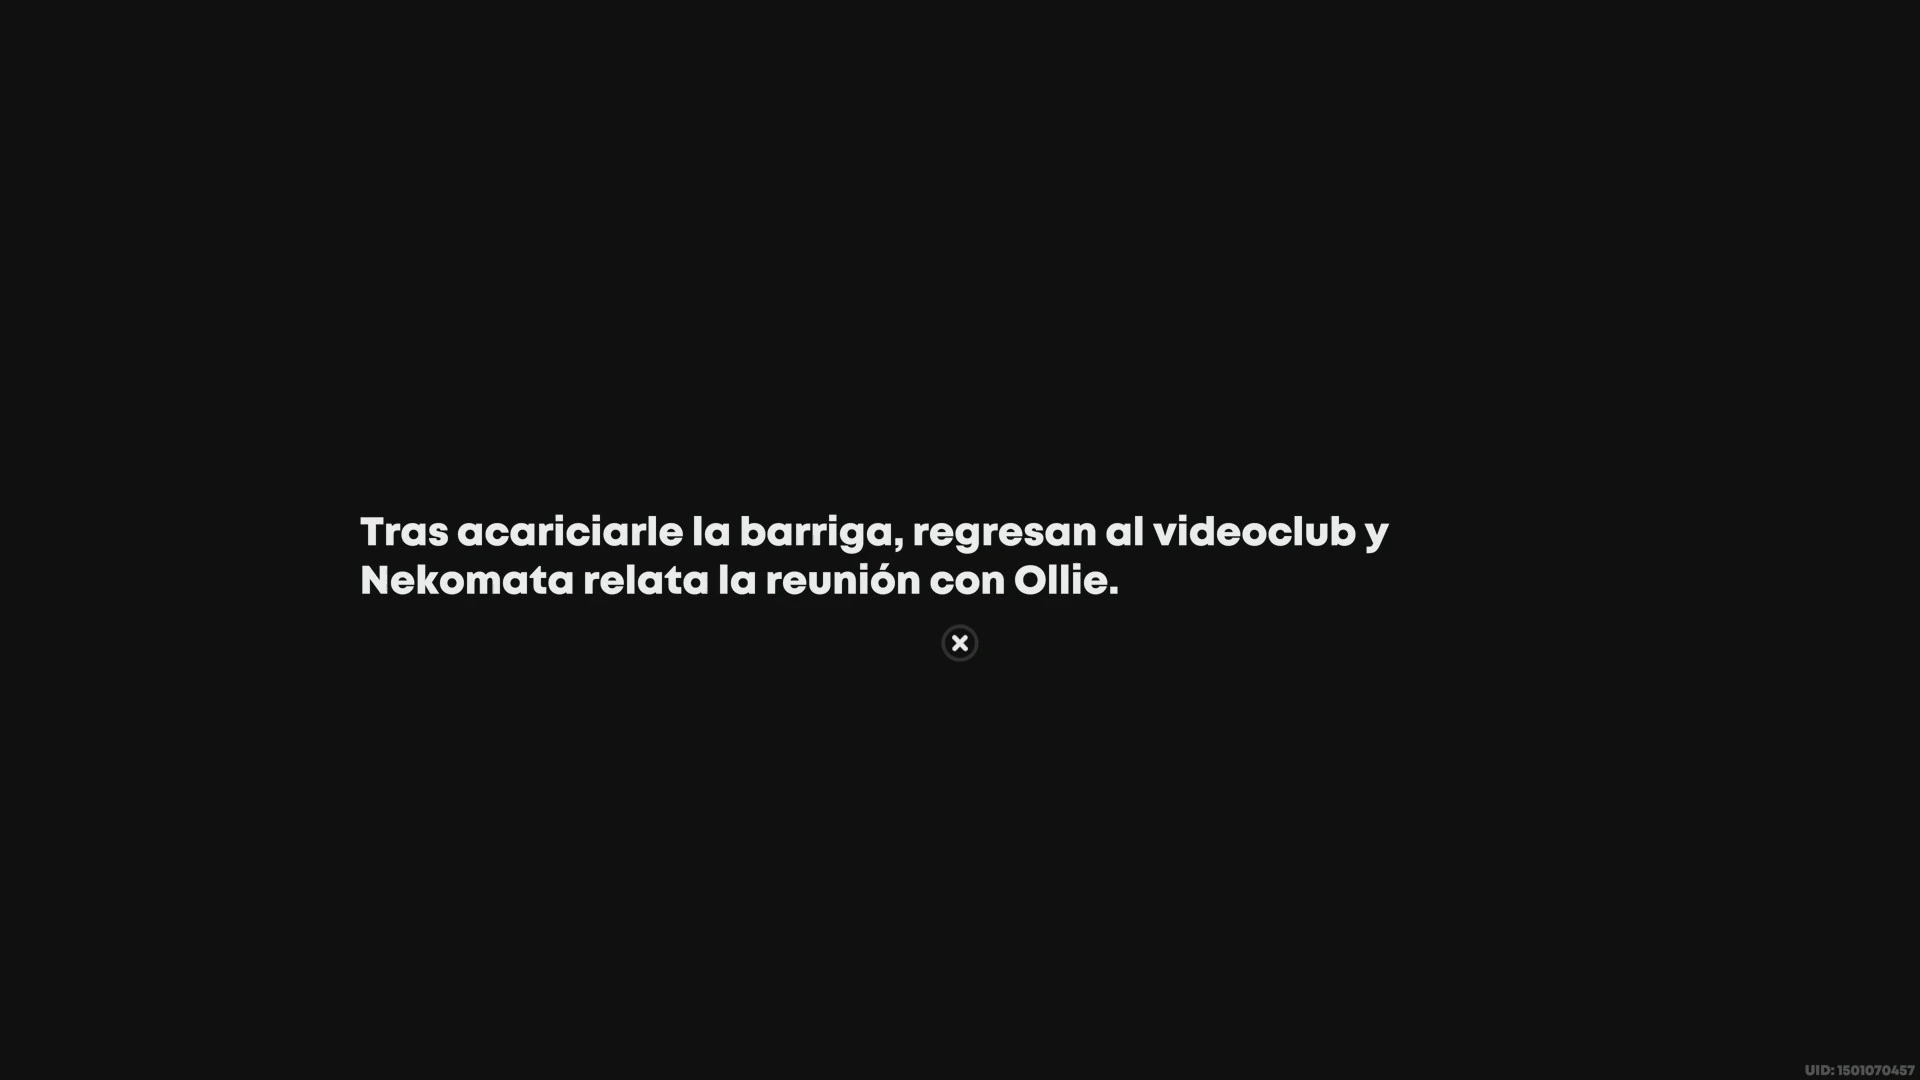 Tras acariciarle la barriga, regresan al videoclub y
Nekomata relata la reunión con Ollie.
UID: 1501070457